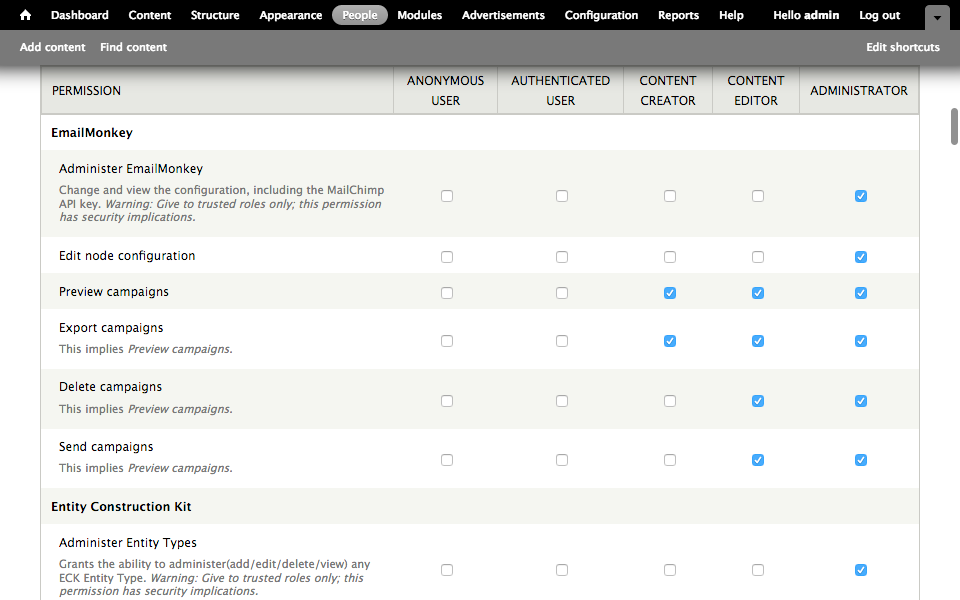 Dashboard Content Structure Appearance People Modules Advertisements Configuration Reports Help Hello admin Log out
Add content Find content Edit shortcuts
PERMISSION ANONYMOUS USER AUTHENTICATED USER CONTENT CREATOR CONTENT EDITOR ADMINISTRATOR
EmailMonkey
Administer EmailMonkey
Change and view the configuration, including the MailChimp
API key. Warning: Give to trusted roles only; this permission
has security implications.
Edit node configuration
Preview campaigns
Export campaigns
This implies Preview campaigns.
Delete campaigns
This implies Preview campaigns.
Send campaigns
This implies Preview campaigns.
Entity Construction Kit
Administer Entity Types
Grants the ability to administer(add/edit/delete/view) any
ECK Entity Type. Warning: Give to trusted roles only; this
permission has security implications.